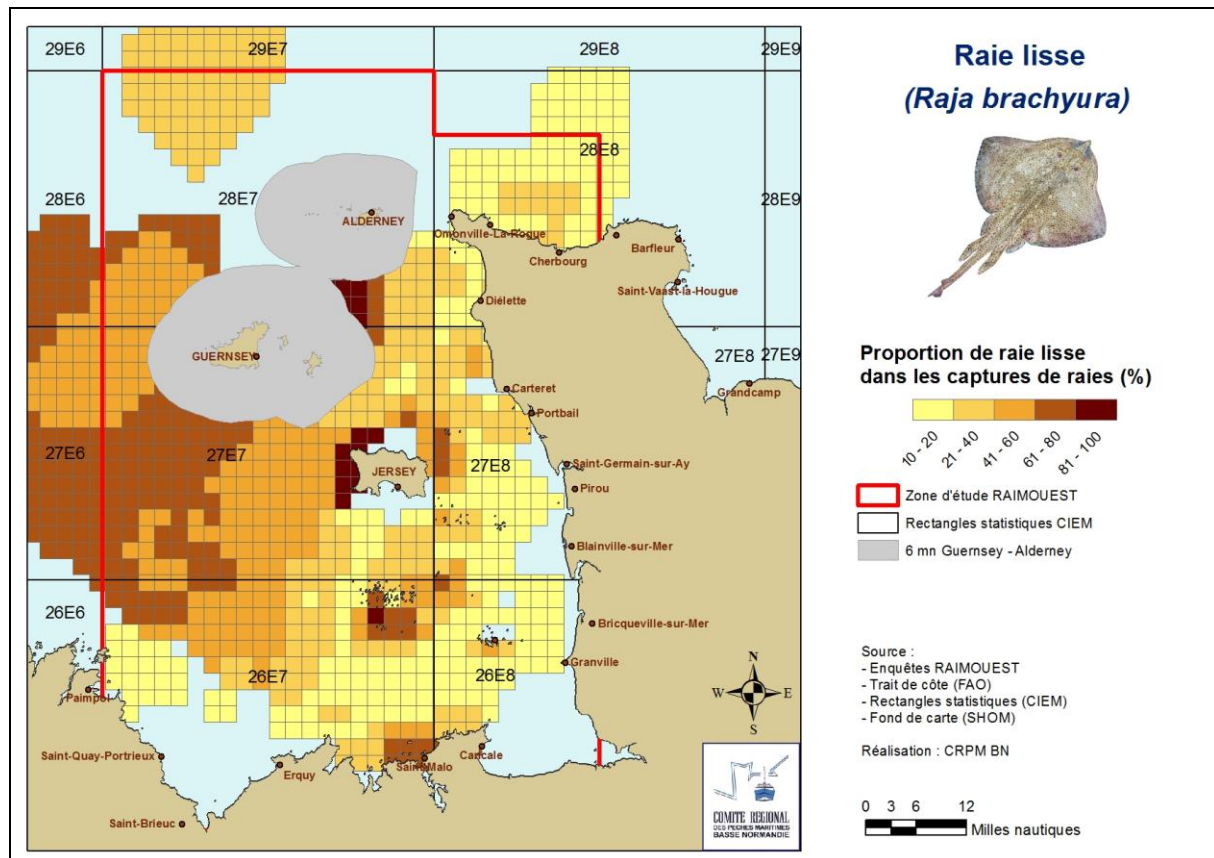 29E6
29E7
29E8
29E9
28E8
28E6
28E7
28E9
ALDERNEY
Omonville-La-Rogue
Cherbourg
Barfleur
Saint-Vaast-la-Hougue
Diélette
GUERNSEY
27E8
27E9
Grandcamp
Carteret
Portbail
27E6
27E7
27E8
JERSEY
Saint-Germain-sur-Ay
Pirou
Blainville-sur-Mer
26E6
Bricqueville-sur-Mer
26E7
26E8
Granville
Paimpol
Saint-Quay-Portrieux
Erquy
Saint-Malo
Cancale
Saint-Brieuc
N
W
E
S
COMITE REGIONAL
DES PECHES MARITIMES
BASSE NORMANDIE
Raie lisse
(Raja brachyura)
Proportion de raie lisse
dans les captures de raies (%)
10 - 20
21 - 40
41 - 60
61 - 80
81 - 100
Zone d'étude RAIMOUEST
Rectangles statistiques CIEM
6 mn Guernsey - Alderney
Source :
- Enquêtes RAIMOUEST
- Trait de côte (FAO)
- Rectangles statistiques (CIEM)
- Fond de carte (SHOM)
Réalisation : CRPM BN
0 3 6 12
Milles nautiques